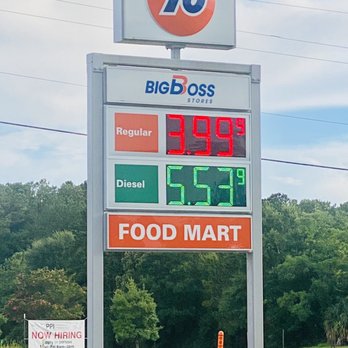 76
BIGBOSS
STORES
Regular 3.99 9
Diesel 5.53 9
FOOD MART
NOW HIRING